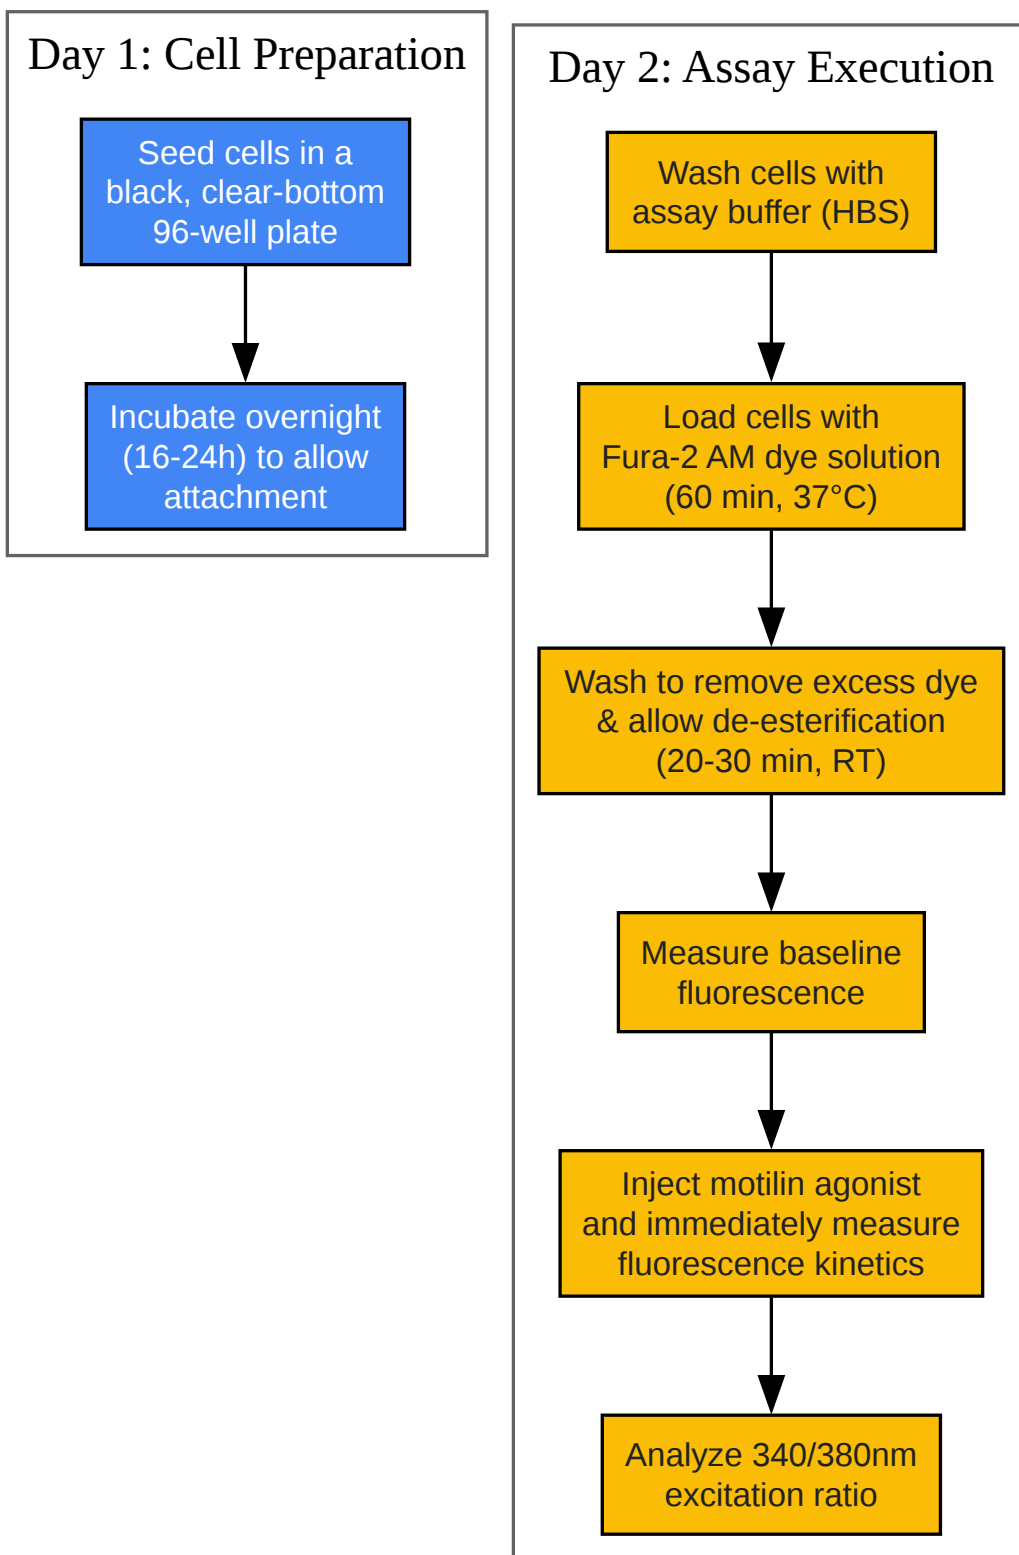 Day 1: Cell Preparation
Seed cells in a
black, clear-bottom
96-well plate
Incubate overnight
(16-24h) to allow
attachment
Day 2: Assay Execution
Wash cells with
assay buffer (HBS)
Load cells with
Fura-2 AM dye solution
(60 min, 37°C)
Wash to remove excess dye
& allow de-esterification
(20-30 min, RT)
Measure baseline
fluorescence
Inject motilin agonist
and immediately measure
fluorescence kinetics
Analyze 340/380nm
excitation ratio